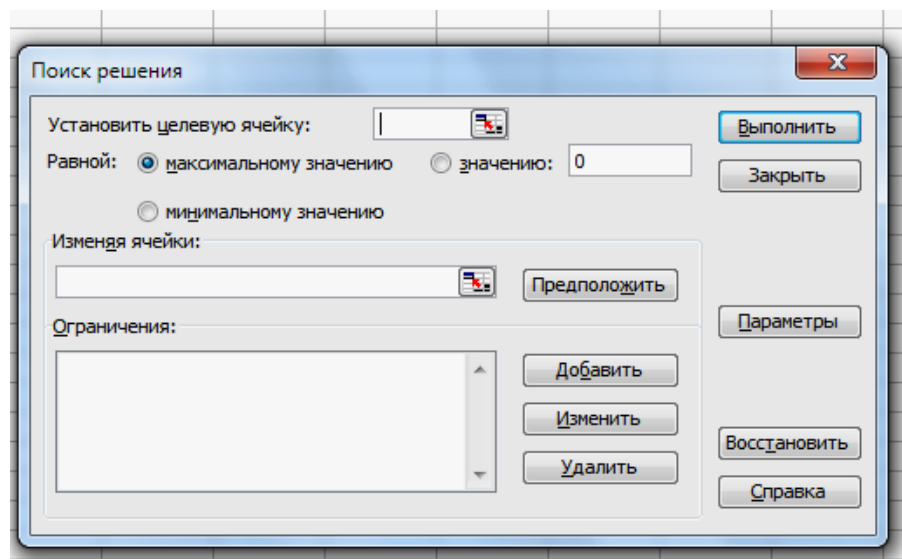 Поиск решения
Установить целевую ячейку:
Выполнить
Равной: максимальному значению значению: 0
Закрыть
минимальному значению
Изменяя ячейки:
Предположить
Параметры
Ограничения:
Добавить
Изменить
Восстановить
Удалить
Справка